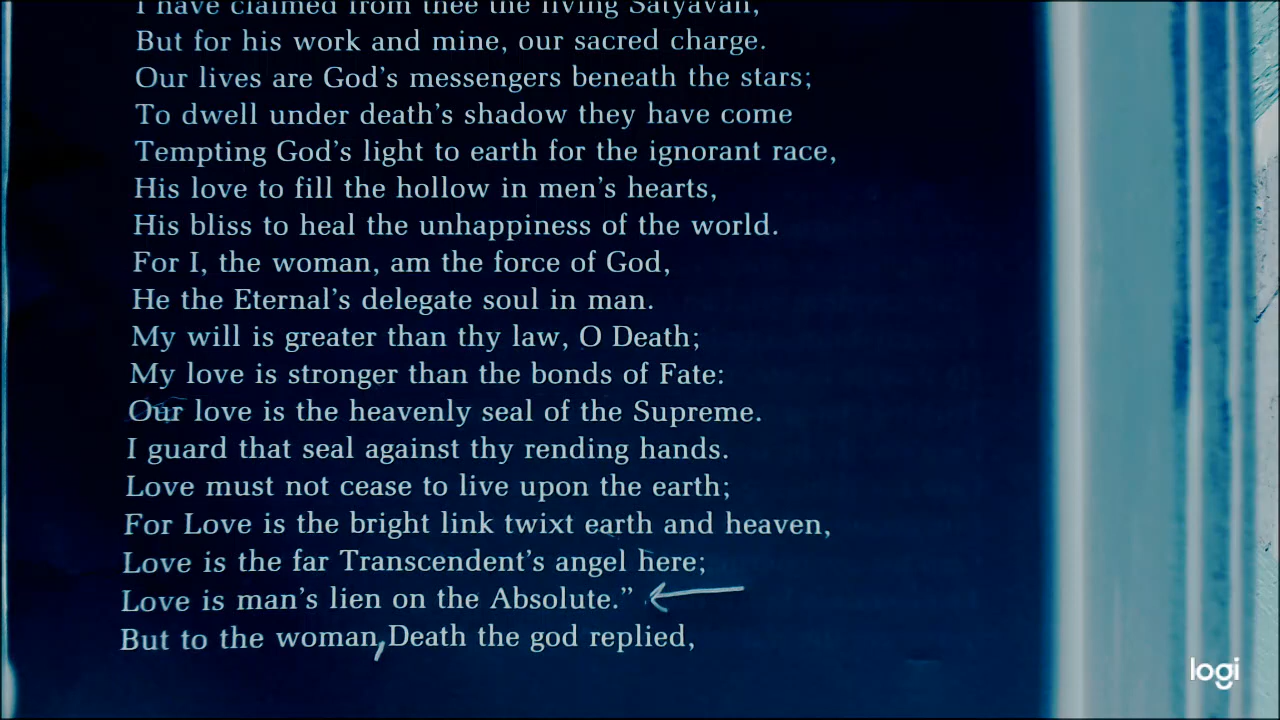 I have claimed from thee the living Satyavan,
But for his work and mine, our sacred charge.
Our lives are God's messengers beneath the stars;
To dwell under death's shadow they have come
Tempting God's light to earth for the ignorant race,
His love to fill the hollow in men's hearts,
His bliss to heal the unhappiness of the world.
For I, the woman, am the force of God,
He the Eternal's delegate soul in man.
My will is greater than thy law, O Death;
My love is stronger than the bonds of Fate:
Our love is the heavenly seal of the Supreme.
I guard that seal against thy rending hands.
Love must not cease to live upon the earth;
For Love is the bright link twixt earth and heaven,
Love is the far Transcendent's angel here;
Love is man's lien on the Absolute.”
But to the woman, Death the god replied,
logi